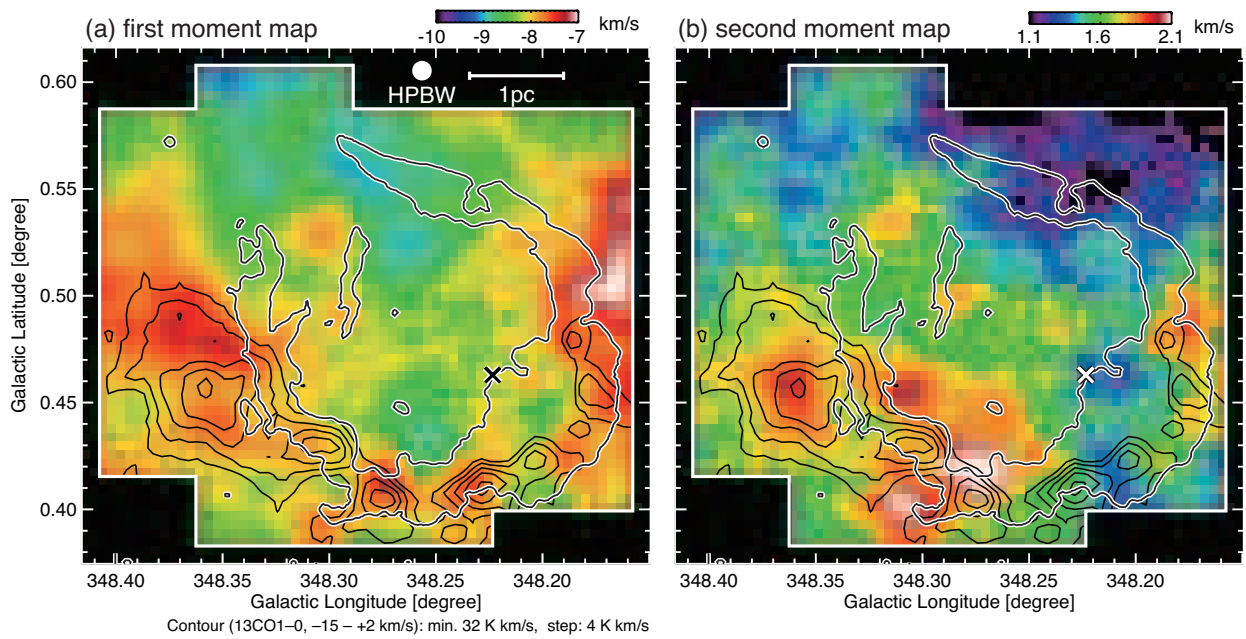 (a) first moment map
-10 -9 -8 -7 km/s
(b) second moment map
1.1 1.6 2.1 km/s
HPBW
1pc
0.60
0.55
0.50
0.45
0.40
Galactic Latitude [degree]
348.40 348.35 348.30 348.25 348.20
Galactic Longitude [degree]
348.40 348.35 348.30 348.25 348.20
Galactic Longitude [degree]
Contour (13CO1–0, –15 – +2 km/s): min. 32 K km/s, step: 4 K km/s